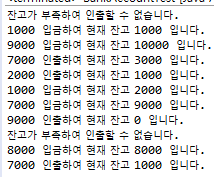 잔고가 부족하여 인출할 수 없습니다.
1000 입금하여 현재 잔고 1000 입니다.
9000 입금하여 현재 잔고 10000 입니다.
7000 인출하여 현재 잔고 3000 입니다.
2000 인출하여 현재 잔고 1000 입니다.
1000 입금하여 현재 잔고 2000 입니다.
7000 입금하여 현재 잔고 9000 입니다.
9000 인출하여 현재 잔고 0 입니다.
잔고가 부족하여 인출할 수 없습니다.
8000 입금하여 현재 잔고 8000 입니다.
7000 인출하여 현재 잔고 1000 입니다.